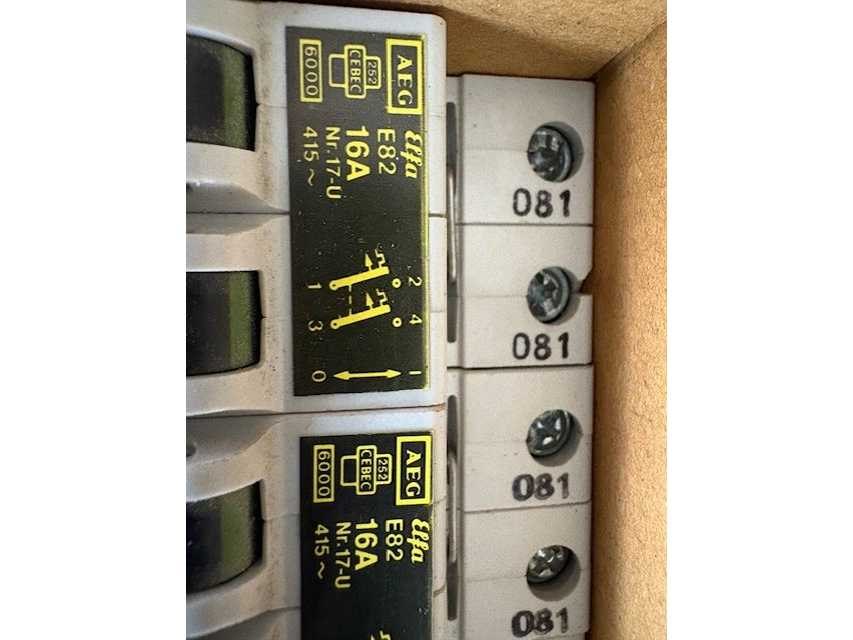 AEG
252
CEBEC
6000
Elfa
E82
16A
Nr.17-U
415~
2 4 I
1 3 0
AEG
252
CEBEC
6000
Elfa
E82
16A
Nr.17-U
415~
081
081
081
081